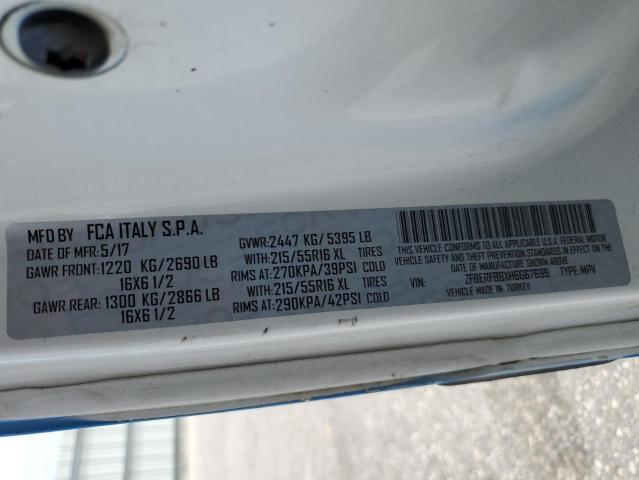 MFD BY FCA ITALY S.P.A.
DATE OF MFR: 5/17
GAWR FRONT: 1220 KG/2690 LB
16X6 1/2
GAWR REAR: 1300 KG/2866 LB
16X6 1/2
GVWR: 2447 KG/ 5395 LB
WITH: 215/55R16 XL TIRES
RIMS AT: 270KPA/39PSI COLD
WITH: 215/55R16 XL TIRES
RIMS AT: 290KPA/42PSI COLD
THIS VEHICLE CONFORMS TO ALL APPLICABLE U.S.A. FEDERAL MOTOR
VEHICLE SAFETY, BUMPER, AND THEFT PREVENTION STANDARDS
IN EFFECT ON THE DATE OF MANUFACTURE SHOWN ABOVE
VIN: ZFBERFBBXH6G67699 TYPE: MPV
VEHICLE MADE IN: TURKEY